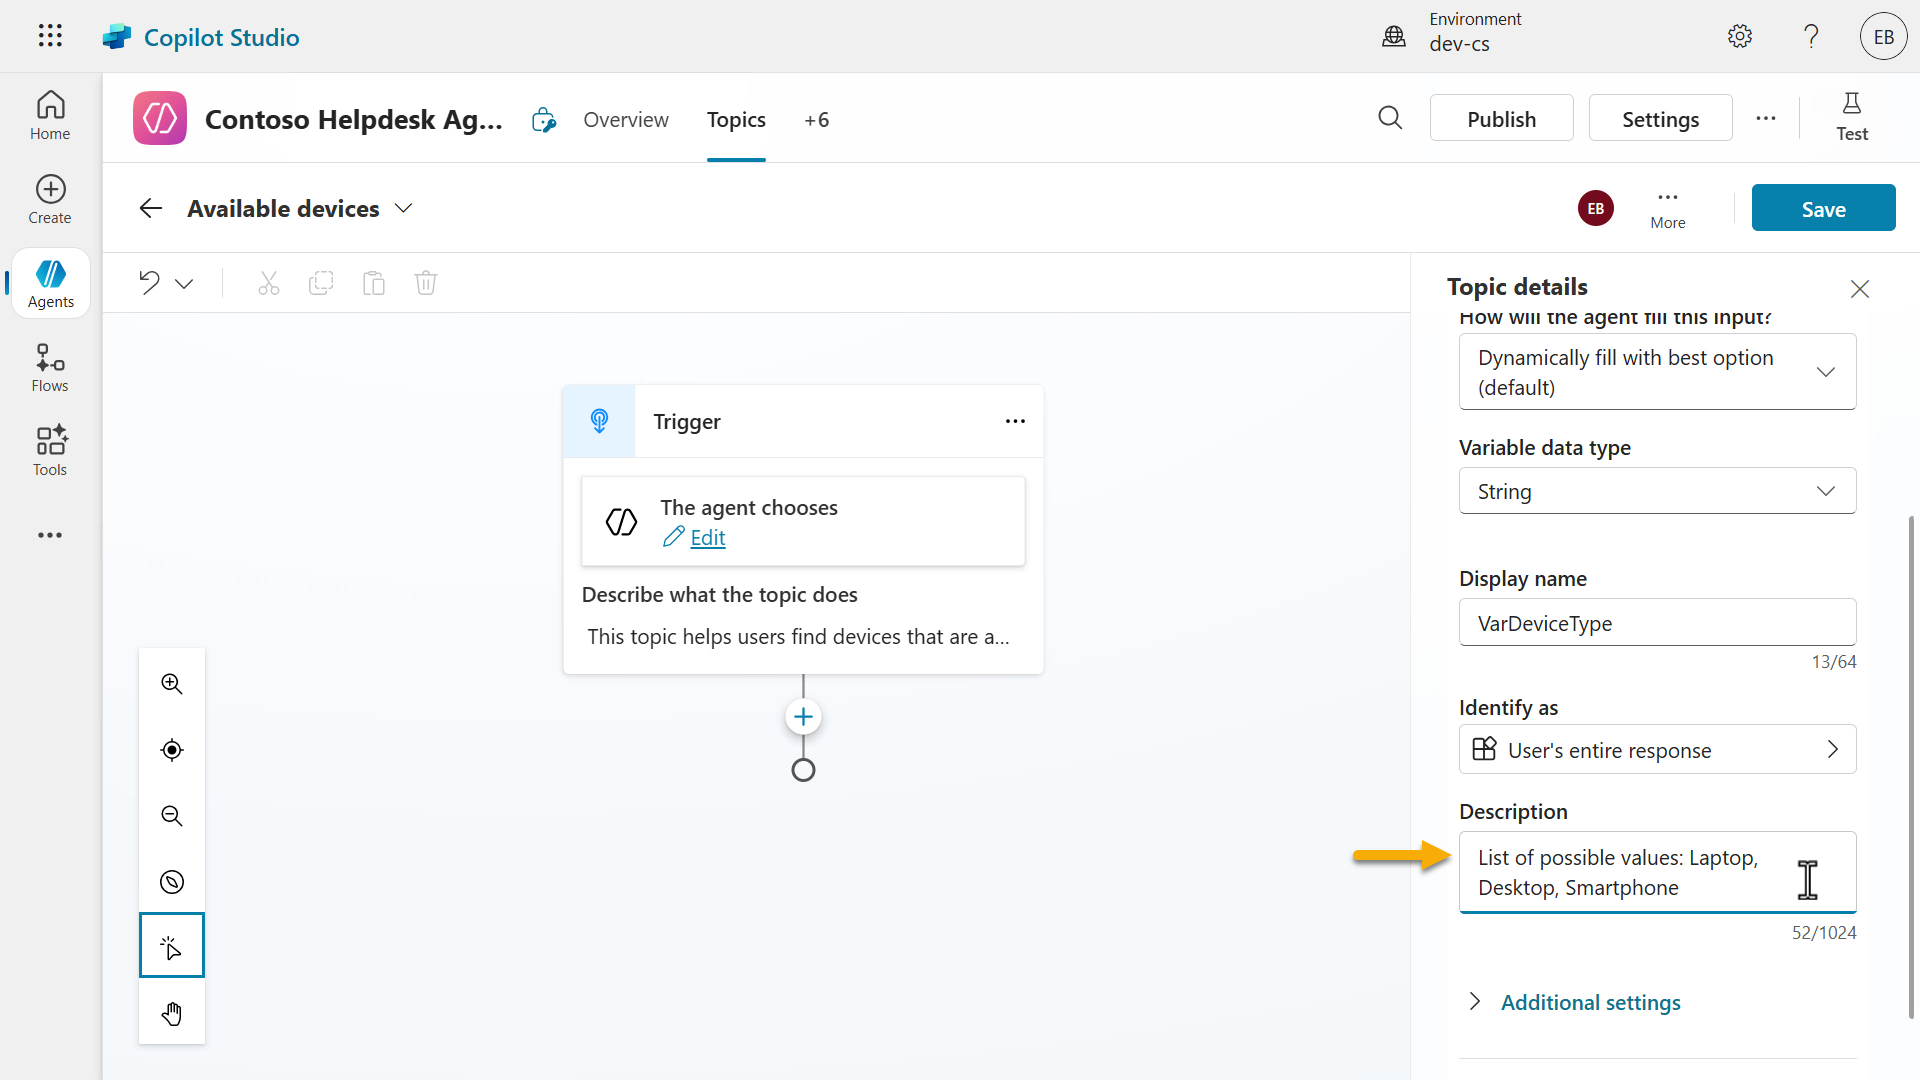 Copilot Studio
Environment
dev-cs
EB
Home
Create
Agents
Flows
Tools
Contoso Helpdesk Ag...
Overview
Topics
+6
Publish
Settings
Test
Available devices
EB
More
Save
Trigger
The agent chooses
Edit
Describe what the topic does
This topic helps users find devices that are a...
Topic details
How will the agent fill this input?
Dynamically fill with best option
(default)
Variable data type
String
Display name
VarDeviceType
13/64
Identify as
User's entire response
Description
List of possible values: Laptop,
Desktop, Smartphone
52/1024
Additional settings